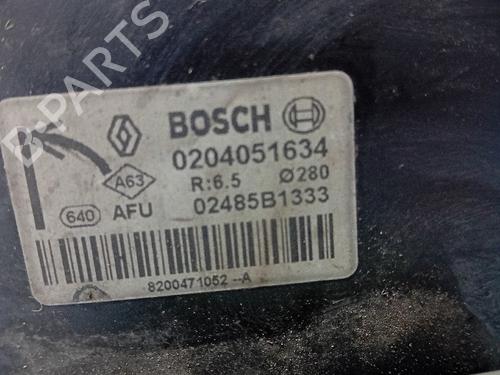 B-PARTS
BOSCH
0204051634
A63
R:6.5 Ø280
640 AFU 02485B1333
8200471052--A